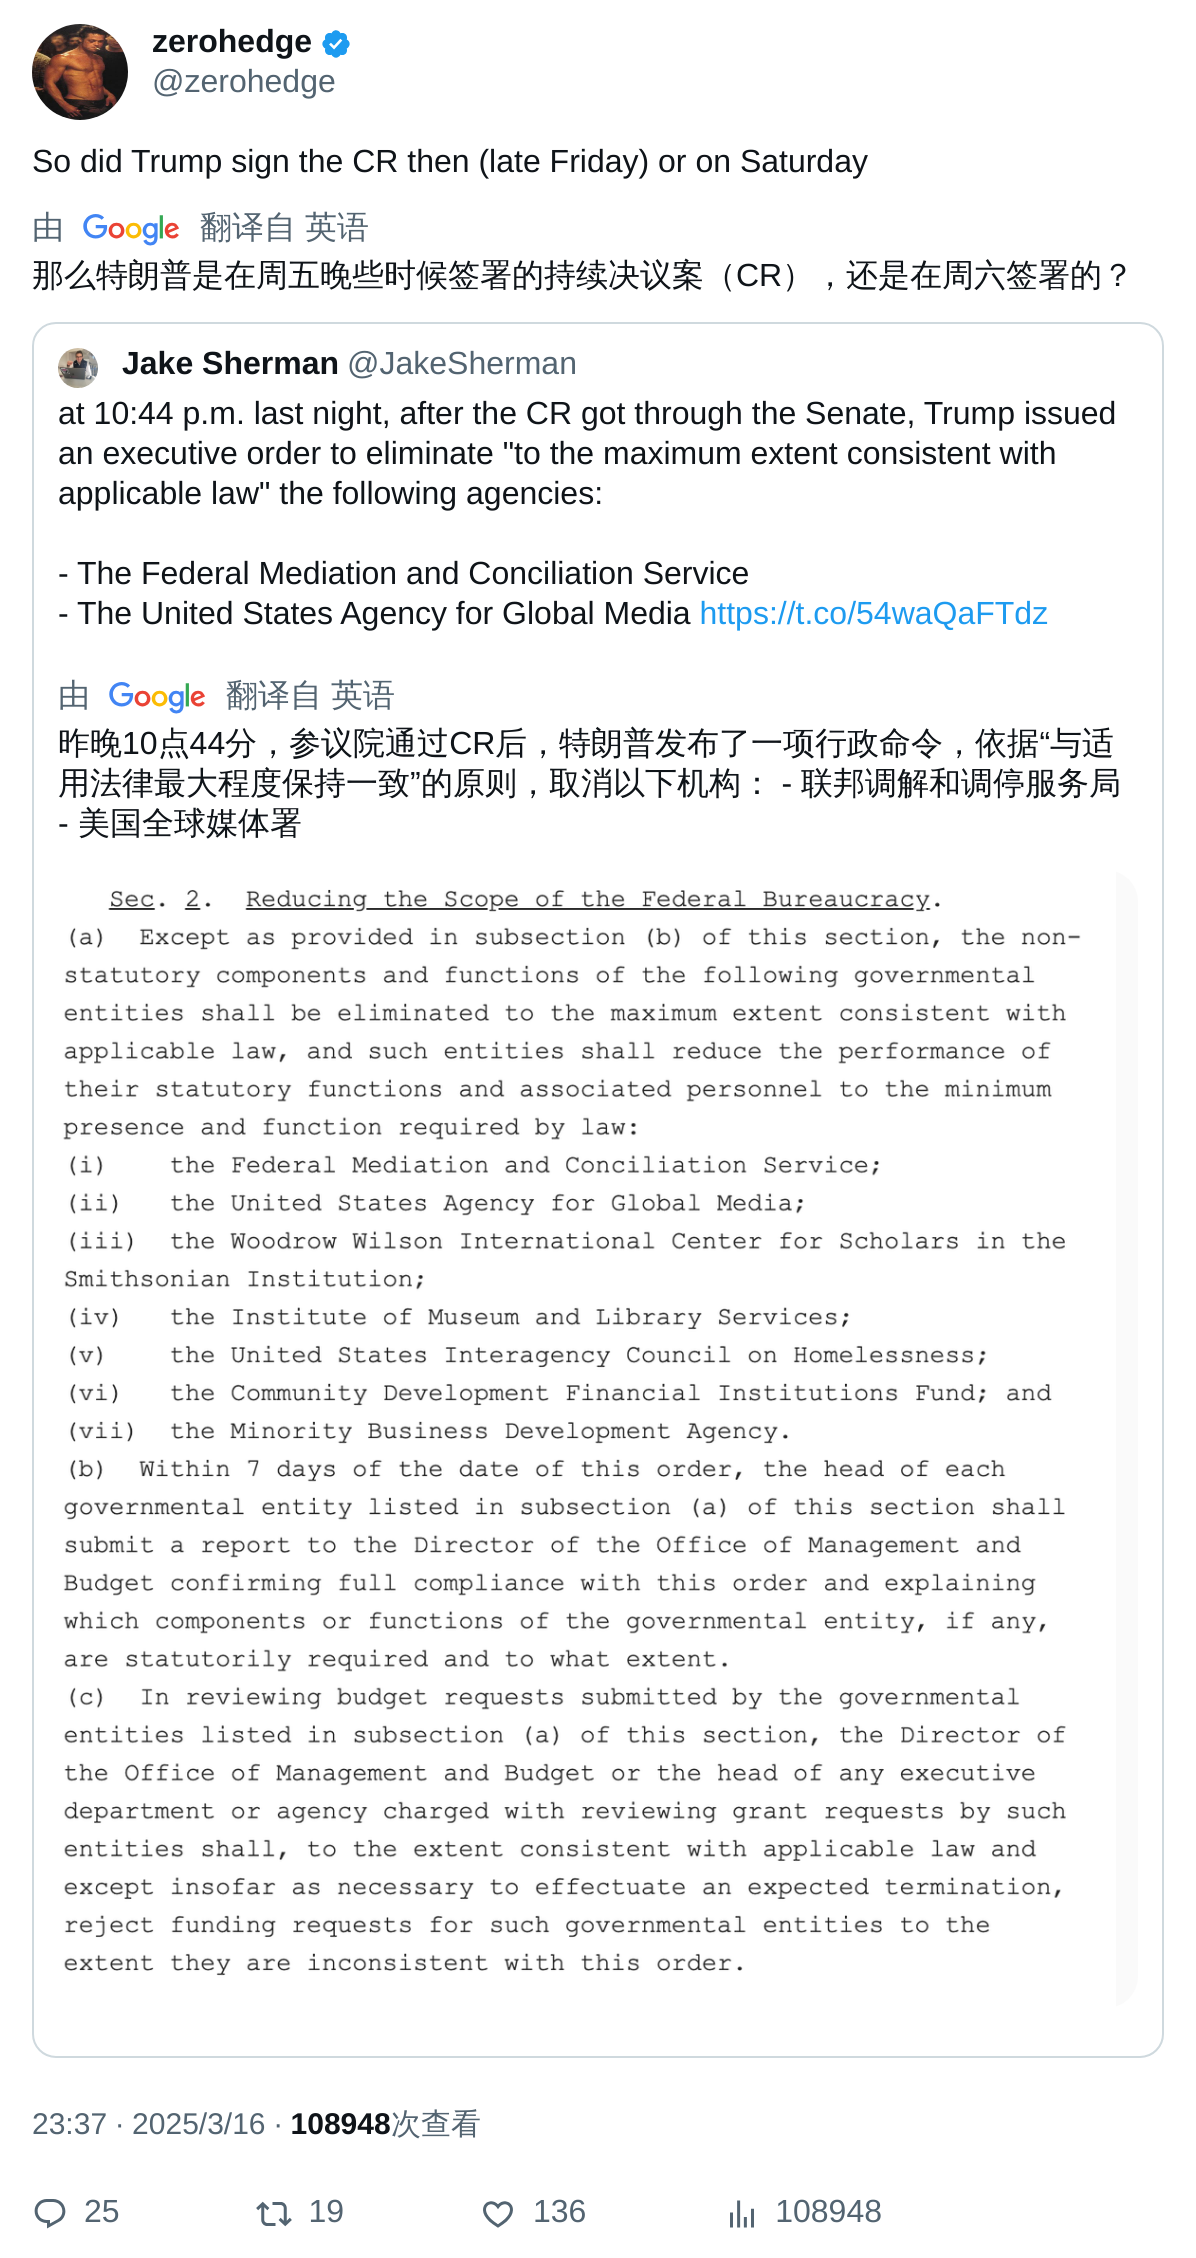 zerohedge
@zerohedge
So did Trump sign the CR then (late Friday) or on Saturday
由 Google 翻译自 英语
那么特朗普是在周五晚些时候签署的持续决议案（CR），还是在周六签署的？
Jake Sherman @JakeSherman
at 10:44 p.m. last night, after the CR got through the Senate, Trump issued
an executive order to eliminate "to the maximum extent consistent with
applicable law" the following agencies:
- The Federal Mediation and Conciliation Service
- The United States Agency for Global Media https://t.co/54waQaFTdz
由 Google 翻译自 英语
昨晚10点44分，参议院通过CR后，特朗普发布了一项行政命令，依据“与适
用法律最大程度保持一致”的原则，取消以下机构： - 联邦调解和调停服务局
- 美国全球媒体署
Sec. 2. Reducing the Scope of the Federal Bureaucracy.
(a) Except as provided in subsection (b) of this section, the non-
statutory components and functions of the following governmental
entities shall be eliminated to the maximum extent consistent with
applicable law, and such entities shall reduce the performance of
their statutory functions and associated personnel to the minimum
presence and function required by law:
(i) the Federal Mediation and Conciliation Service;
(ii) the United States Agency for Global Media;
(iii) the Woodrow Wilson International Center for Scholars in the
Smithsonian Institution;
(iv) the Institute of Museum and Library Services;
(v) the United States Interagency Council on Homelessness;
(vi) the Community Development Financial Institutions Fund; and
(vii) the Minority Business Development Agency.
(b) Within 7 days of the date of this order, the head of each
governmental entity listed in subsection (a) of this section shall
submit a report to the Director of the Office of Management and
Budget confirming full compliance with this order and explaining
which components or functions of the governmental entity, if any,
are statutorily required and to what extent.
(c) In reviewing budget requests submitted by the governmental
entities listed in subsection (a) of this section, the Director of
the Office of Management and Budget or the head of any executive
department or agency charged with reviewing grant requests by such
entities shall, to the extent consistent with applicable law and
except insofar as necessary to effectuate an expected termination,
reject funding requests for such governmental entities to the
extent they are inconsistent with this order.
23:37 · 2025/3/16 · 108948次查看
25 19 136 108948